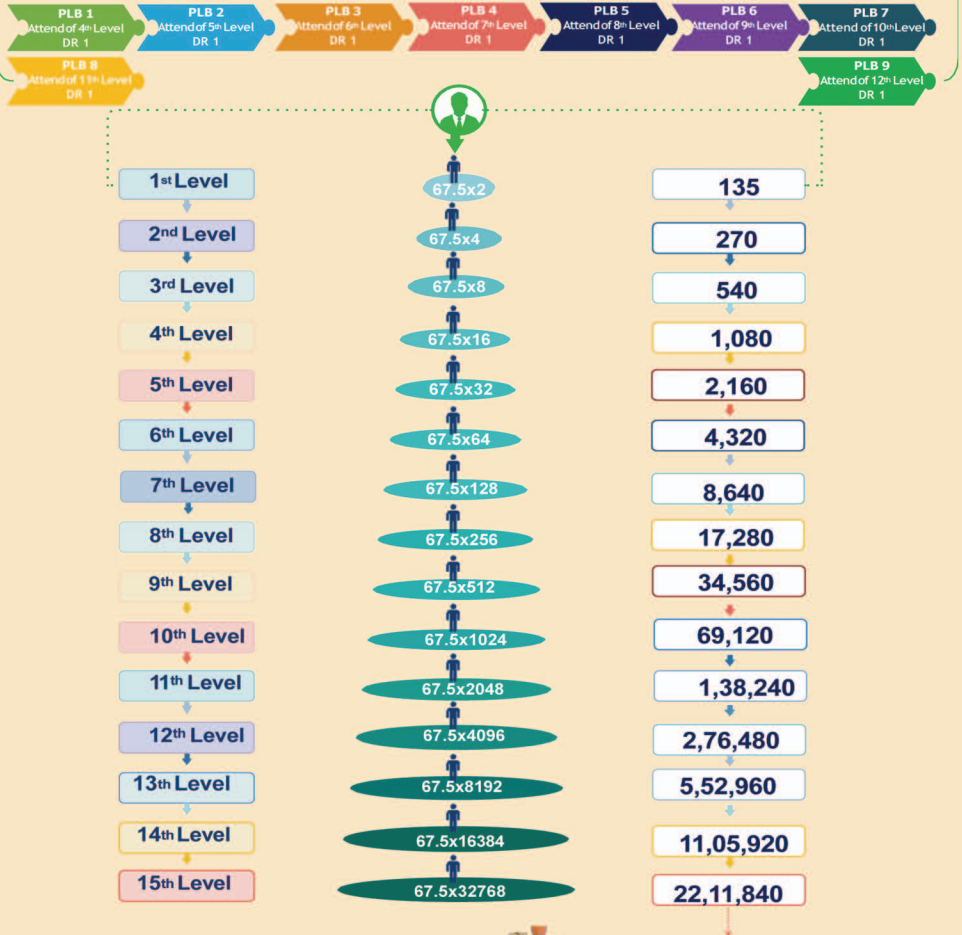 PLB 1
Attend of 4th Level
DR 1
PLB 2
Attend of 5th Level
DR 1
PLB 3
Attend of 6th Level
DR 1
PLB 4
Attend of 7th Level
DR 1
PLB 5
Attend of 8th Level
DR 1
PLB 6
Attend of 9th Level
DR 1
PLB 7
Attend of 10th Level
DR 1
PLB 8
Attend of 11th Level
DR 1
PLB 9
Attend of 12th Level
DR 1
1st Level 67.5x2 135
2nd Level 67.5x4 270
3rd Level 67.5x8 540
4th Level 67.5x16 1,080
5th Level 67.5x32 2,160
6th Level 67.5x64 4,320
7th Level 67.5x128 8,640
8th Level 67.5x256 17,280
9th Level 67.5x512 34,560
10th Level 67.5x1024 69,120
11th Level 67.5x2048 1,38,240
12th Level 67.5x4096 2,76,480
13th Level 67.5x8192 5,52,960
14th Level 67.5x16384 11,05,920
15th Level 67.5x32768 22,11,840